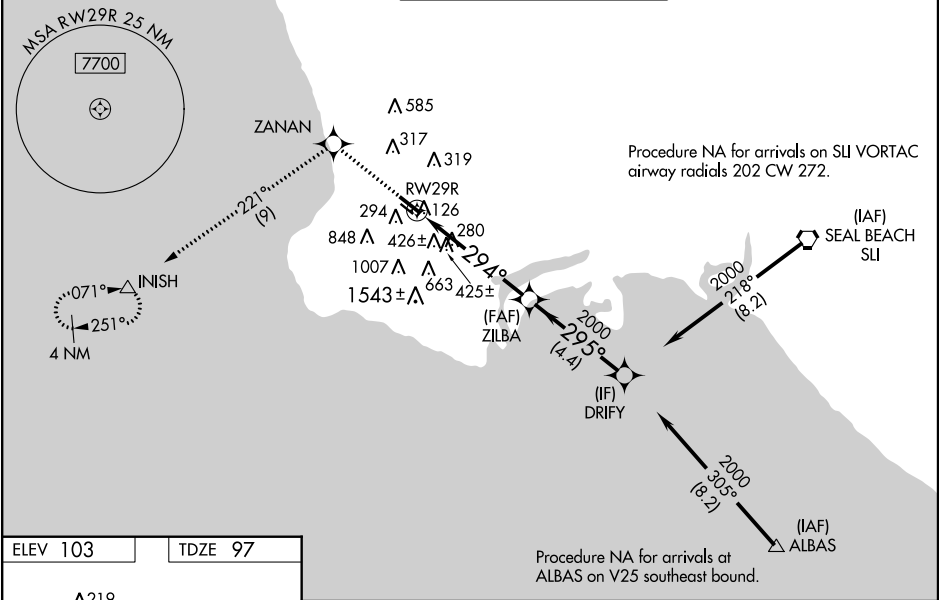 MSA RW29R 25 NM
7700
585
ZANAN
317
319
Procedure NA for arrivals on SLI VORTAC
airway radials 202 CW 272.
RW29R
126
294
221°
(9)
848
426±
280
(IAF)
SEAL BEACH
SLI
294°
1007
663
425±
1543±
2000
218°
(8.2)
071°
INISH
251°
4 NM
(FAF)
ZILBA
2000
295°
(4.4)
(IF)
DRIFY
2000
305°
(8.2)
(IAF)
ALBAS
Procedure NA for arrivals at
ALBAS on V25 southeast bound.
ELEV 103
TDZE 97
219